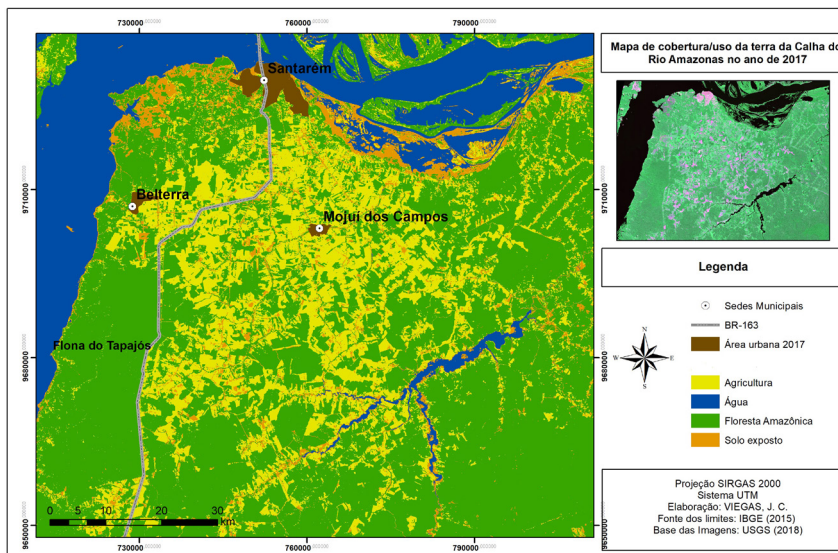 730000 760000 790000
Santarém
Belterra
Mojuí dos Campos
Flona do Tapajós
9710000
9680000
9650000
0 5 10 20 30
km
730000 760000 790000
9710000
9680000
9650000
Mapa de cobertura/uso da terra da Calha do
Rio Amazonas no ano de 2017
Legenda
Sedes Municipais
BR-163
Área urbana 2017
Agricultura
Água
Floresta Amazônica
Solo exposto
N
W E
S
Projeção SIRGAS 2000
Sistema UTM
Elaboração: VIEGAS, J. C.
Fonte dos limites: IBGE (2015)
Base das Imagens: USGS (2018)